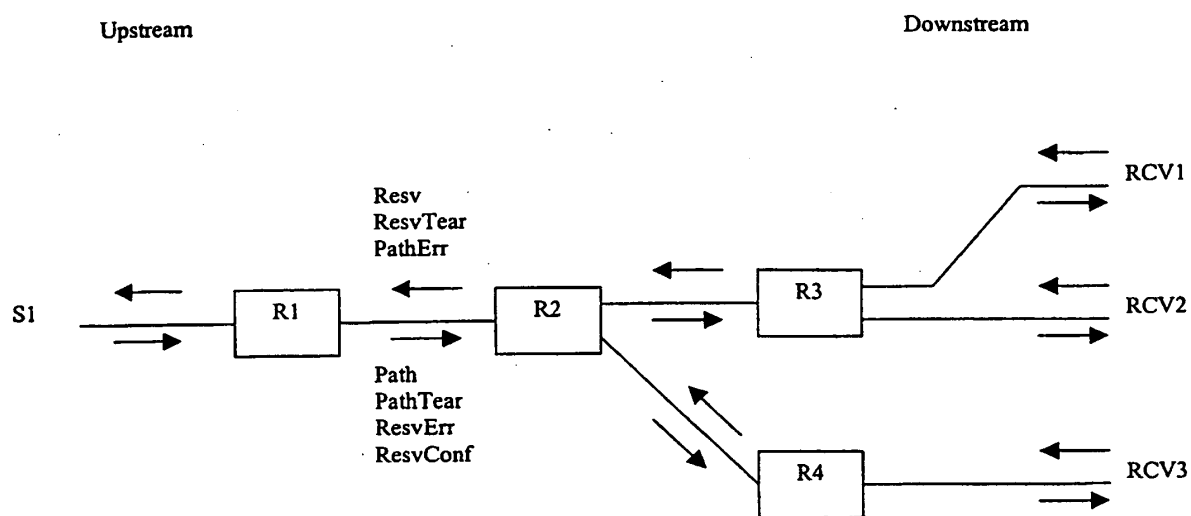 Upstream
Downstream
RCV1
Resv
ResvTear
PathErr
S1
R1
R2
R3
RCV2
Path
PathTear
ResvErr
ResvConf
R4
RCV3